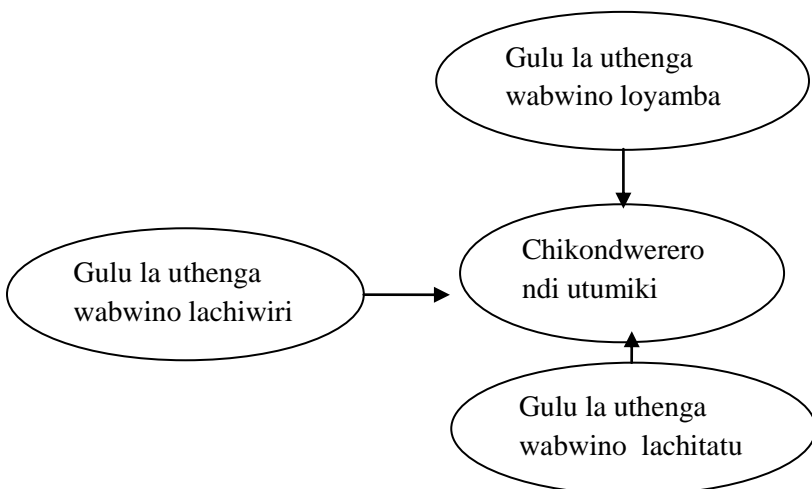 Gulu la uthenga
wabwino loyamba
Chikondwerero
ndi utumiki
Gulu la uthenga
wabwino lachiwiri
Gulu la uthenga
wabwino lachitatu